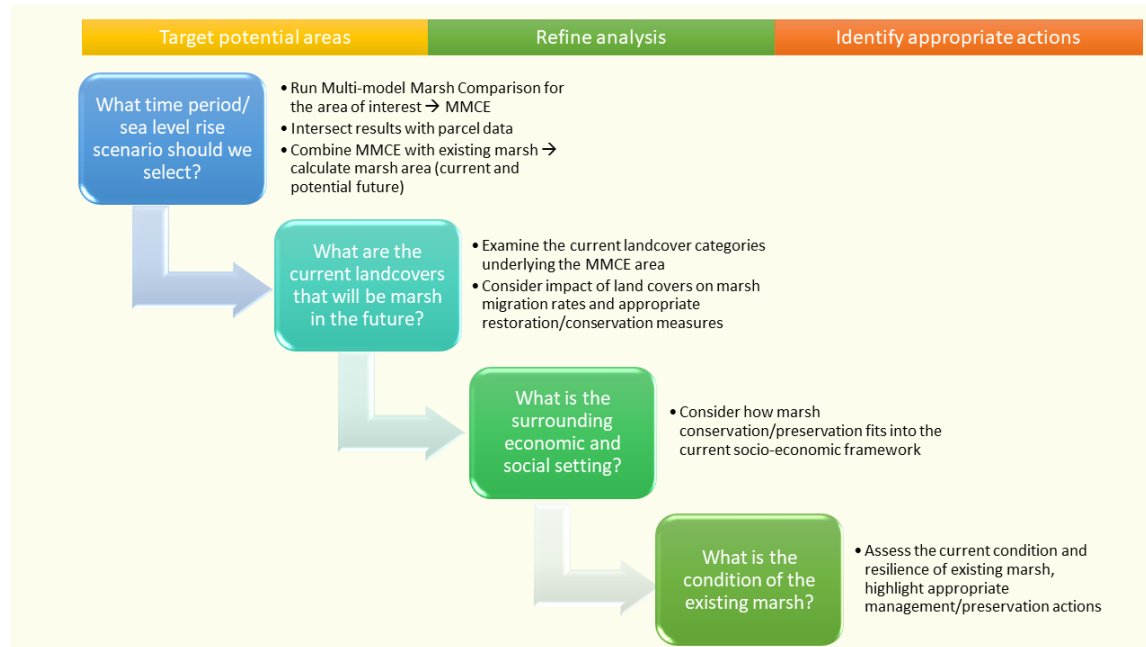 Target potential areas
Refine analysis
Identify appropriate actions
What time period/
sea level rise
scenario should we
select?
• Run Multi-model Marsh Comparison for
the area of interest → MMCE
• Intersect results with parcel data
• Combine MMCE with existing marsh →
calculate marsh area (current and
potential future)
What are the
current landcovers
that will be marsh
in the future?
• Examine the current landcover categories
underlying the MMCE area
• Consider impact of land covers on marsh
migration rates and appropriate
restoration/conservation measures
What is the
surrounding
economic and
social setting?
• Consider how marsh
conservation/preservation fits into the
current socio-economic framework
What is the
condition of the
existing marsh?
• Assess the current condition and
resilience of existing marsh,
highlight appropriate
management/preservation actions